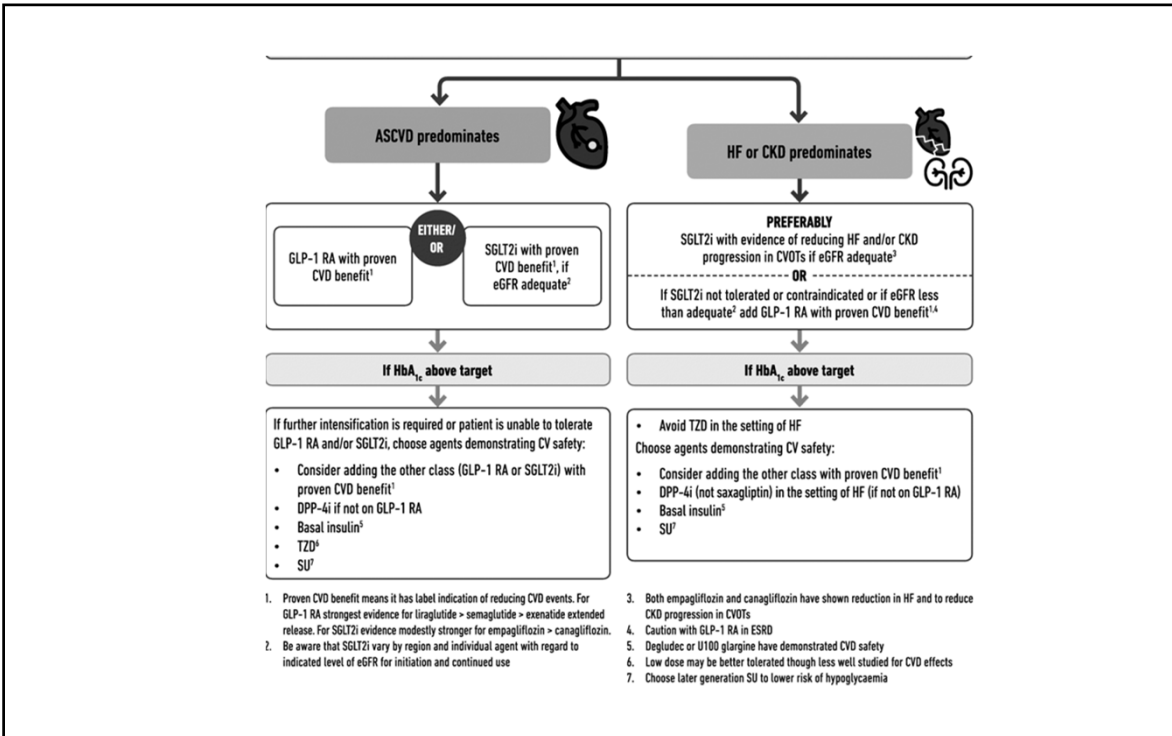 ASCVD predominates
EITHER/
OR
GLP-1 RA with proven
CVD benefit¹
SGLT2i with proven
CVD benefit¹, if
eGFR adequate²
If HbA₁c above target
If further intensification is required or patient is unable to tolerate
GLP-1 RA and/or SGLT2i, choose agents demonstrating CV safety:
• Consider adding the other class (GLP-1 RA or SGLT2i) with
proven CVD benefit¹
• DPP-4i if not on GLP-1 RA
• Basal insulin⁵
• TZD⁶
• SU⁷
HF or CKD predominates
PREFERABLY
SGLT2i with evidence of reducing HF and/or CKD
progression in CVOTs if eGFR adequate³
OR
If SGLT2i not tolerated or contraindicated or if eGFR less
than adequate² add GLP-1 RA with proven CVD benefit¹,⁴
If HbA₁c above target
• Avoid TZD in the setting of HF
Choose agents demonstrating CV safety:
• Consider adding the other class with proven CVD benefit¹
• DPP-4i (not saxagliptin) in the setting of HF (if not on GLP-1 RA)
• Basal insulin⁵
• SU⁷
1. Proven CVD benefit means it has label indication of reducing CVD events. For
GLP-1 RA strongest evidence for liraglutide > semaglutide > exenatide extended
release. For SGLT2i evidence modestly stronger for empagliflozin > canagliflozin.
2. Be aware that SGLT2i vary by region and individual agent with regard to
indicated level of eGFR for initiation and continued use
3. Both empagliflozin and canagliflozin have shown reduction in HF and to reduce
CKD progression in CVOTs
4. Caution with GLP-1 RA in ESRD
5. Degludec or U100 glargine have demonstrated CVD safety
6. Low dose may be better tolerated though less well studied for CVD effects
7. Choose later generation SU to lower risk of hypoglycaemia